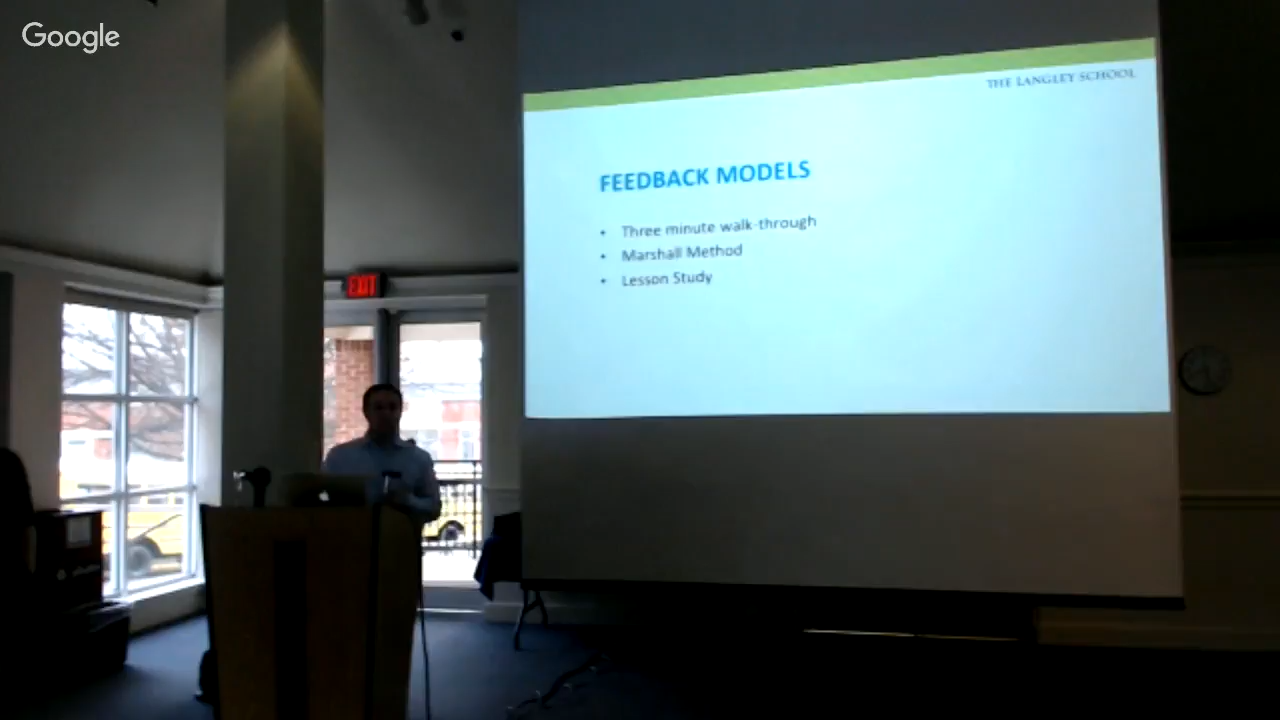 Google
THE LANGLEY SCHOOL
FEEDBACK MODELS
• Three minute walk-through
• Marshall Method
• Lesson Study
EXIT